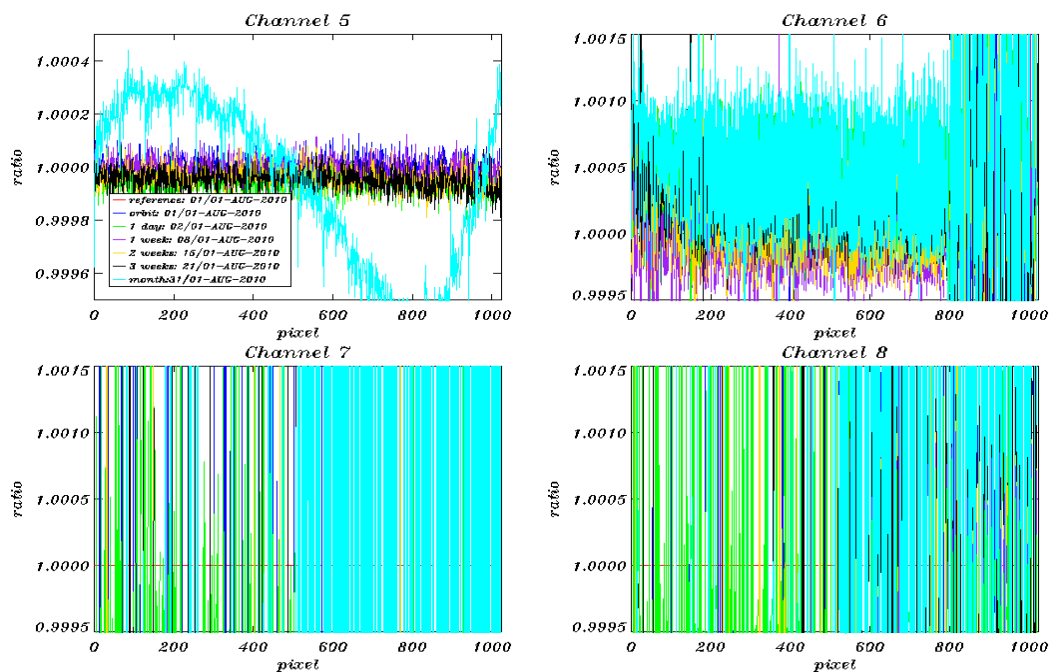 Channel 5
1.0004
1.0002
1.0000
0.9998
0.9996
ratio
0 200 400 600 800 1000
pixel
reference: 01/01-AUG-2010
orbit: 01/01-AUG-2010
1 day: 02/01-AUG-2010
1 week: 08/01-AUG-2010
2 weeks: 15/01-AUG-2010
3 weeks: 21/01-AUG-2010
month:31/01-AUG-2010
Channel 6
1.0015
1.0010
1.0005
1.0000
0.9995
ratio
0 200 400 600 800 1000
pixel
Channel 7
1.0015
1.0010
1.0005
1.0000
0.9995
ratio
0 200 400 600 800 1000
pixel
Channel 8
1.0015
1.0010
1.0005
1.0000
0.9995
ratio
0 200 400 600 800 1000
pixel